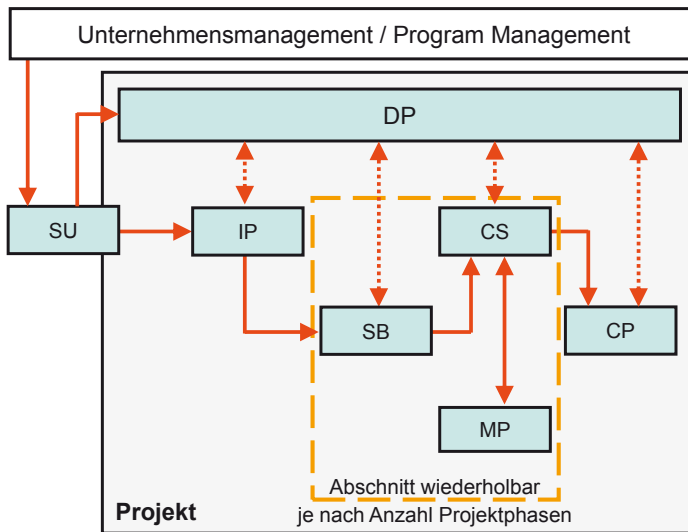 Unternehmensmanagement / Program Management
DP
SU
IP
CS
SB
CP
MP
Abschnitt wiederholbar
je nach Anzahl Projektphasen
Projekt